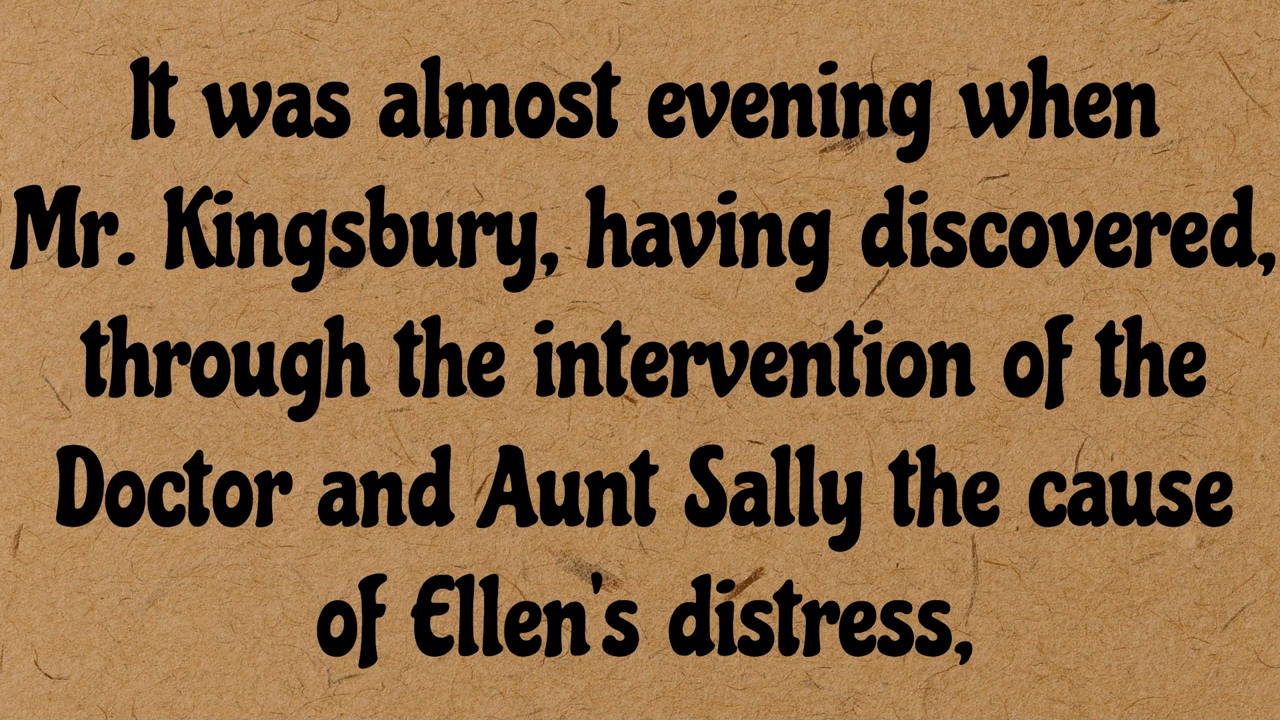 It was almost evening when
Mr. Kingsbury, having discovered,
through the intervention of the
Doctor and Aunt Sally the cause
of Ellen's distress,